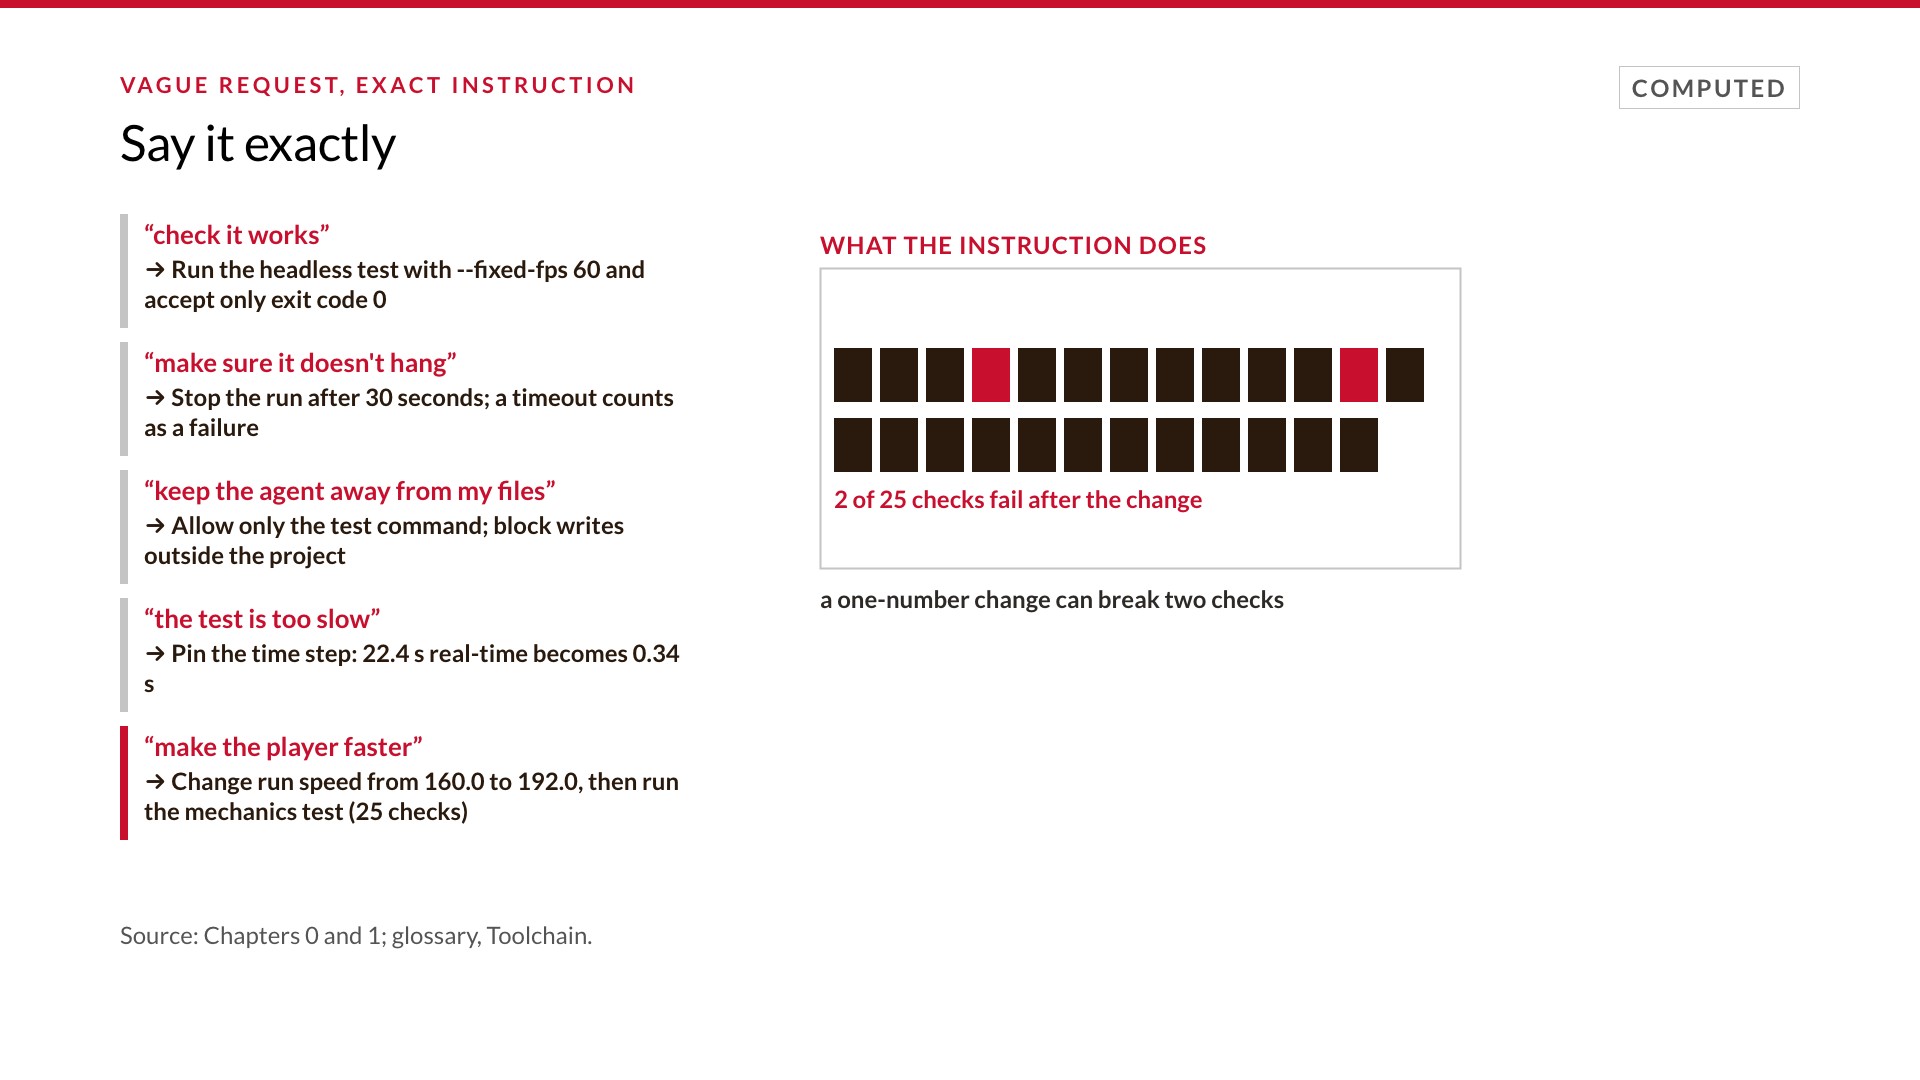 VAGUE REQUEST, EXACT INSTRUCTION
COMPUTED
Say it exactly
“check it works”
→ Run the headless test with --fixed-fps 60 and
accept only exit code 0
“make sure it doesn't hang”
→ Stop the run after 30 seconds; a timeout counts
as a failure
“keep the agent away from my files”
→ Allow only the test command; block writes
outside the project
“the test is too slow”
→ Pin the time step: 22.4 s real-time becomes 0.34
s
“make the player faster”
→ Change run speed from 160.0 to 192.0, then run
the mechanics test (25 checks)
WHAT THE INSTRUCTION DOES
2 of 25 checks fail after the change
a one-number change can break two checks
Source: Chapters 0 and 1; glossary, Toolchain.